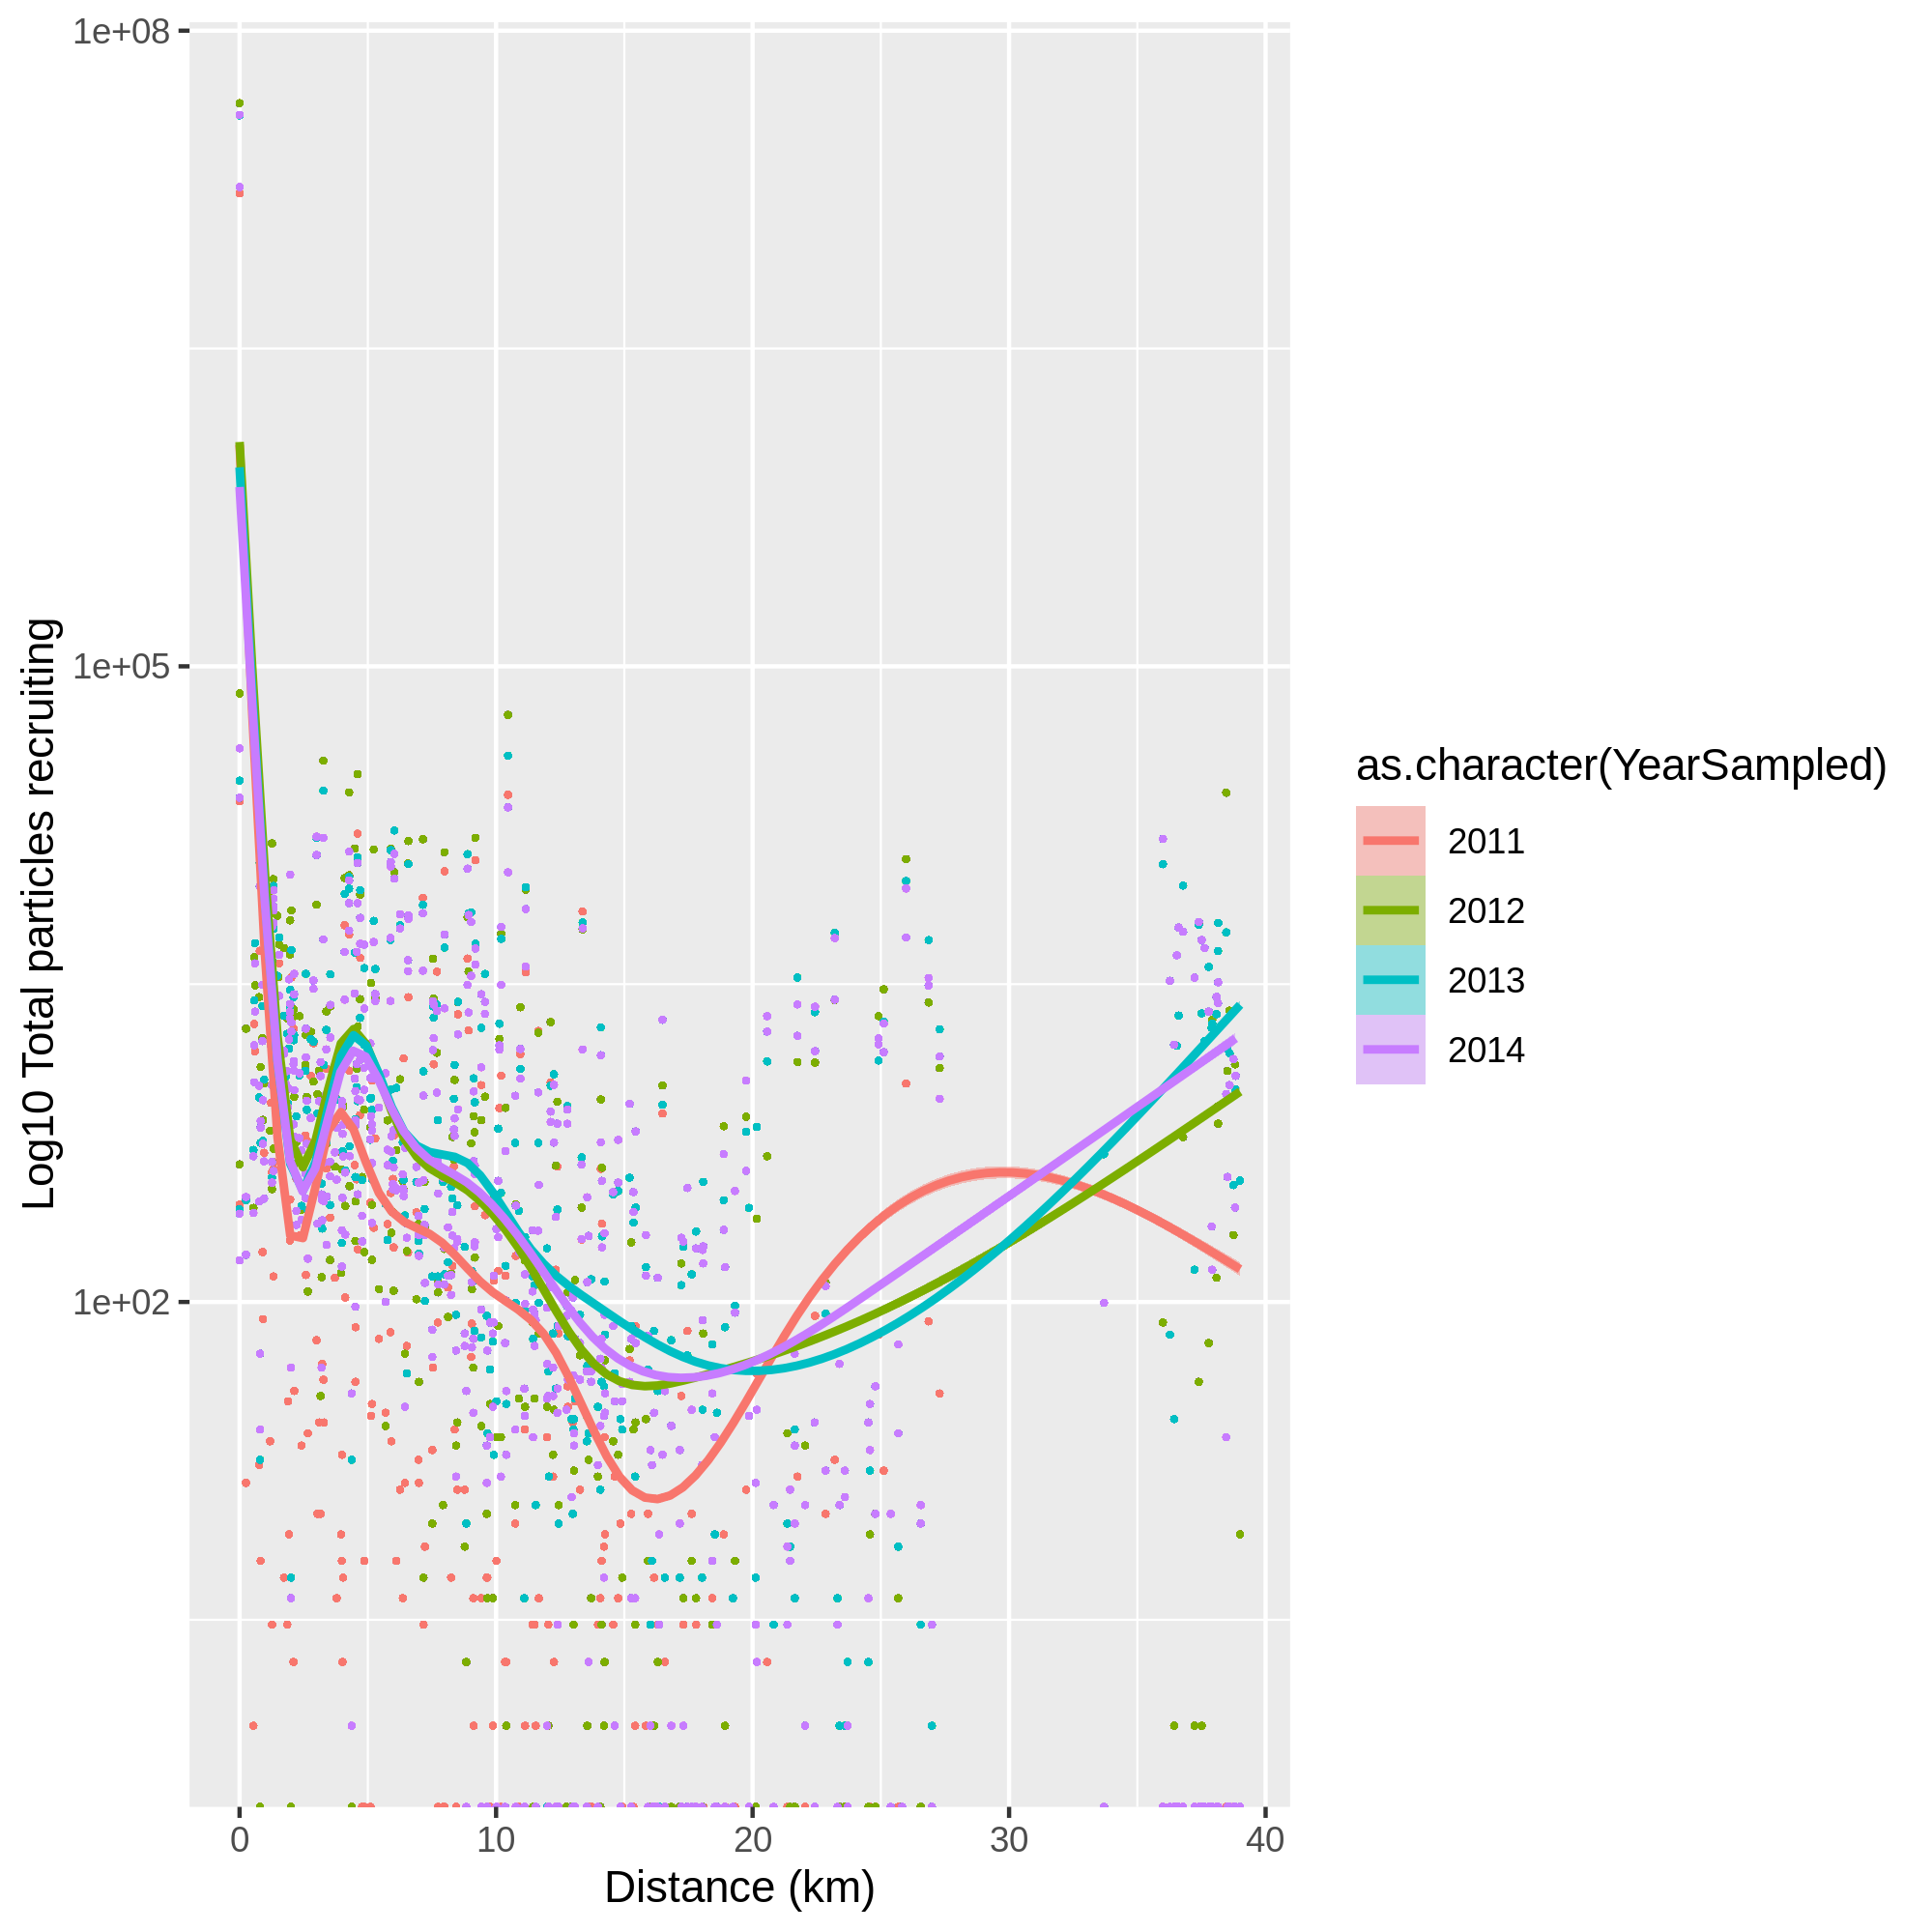 1e+08
1e+05
1e+02
Log10 Total particles recruiting
0
10
20
30
40
Distance (km)
as.character(YearSampled)
2011
2012
2013
2014